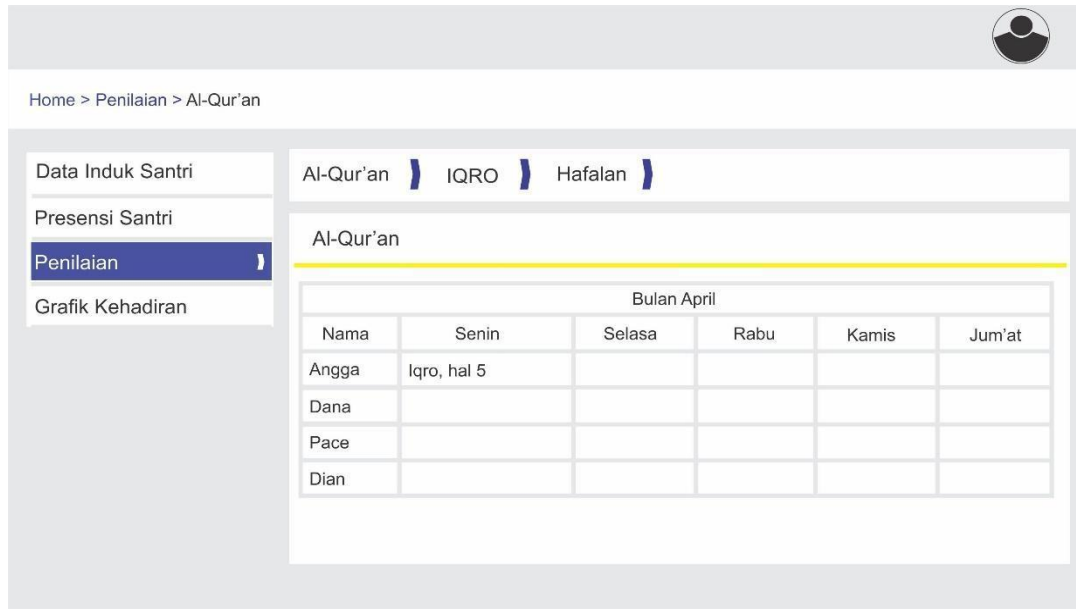 Home > Penilaian > Al-Qur'an
Data Induk Santri
Presensi Santri
Penilaian
Grafik Kehadiran
Al-Qur'an IQRO Hafalan
Al-Qur'an
Bulan April
Nama Senin Selasa Rabu Kamis Jum'at
Angga Iqro, hal 5
Dana
Pace
Dian